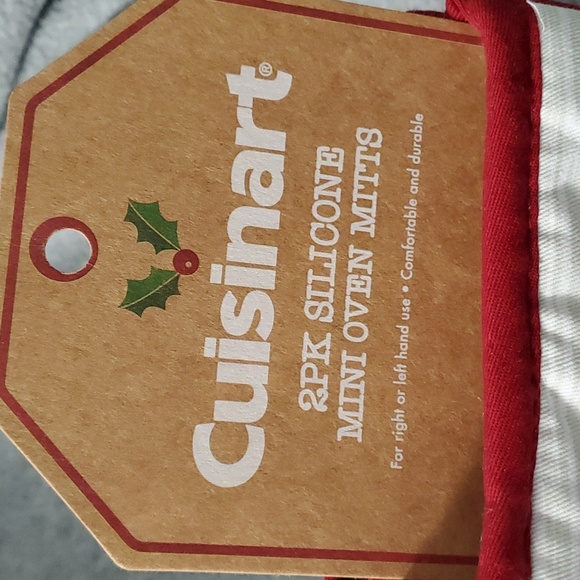 Cuisinart®
2PK SILICONE
MINI OVEN MITTS
For right or left hand use • Comfortable and durable